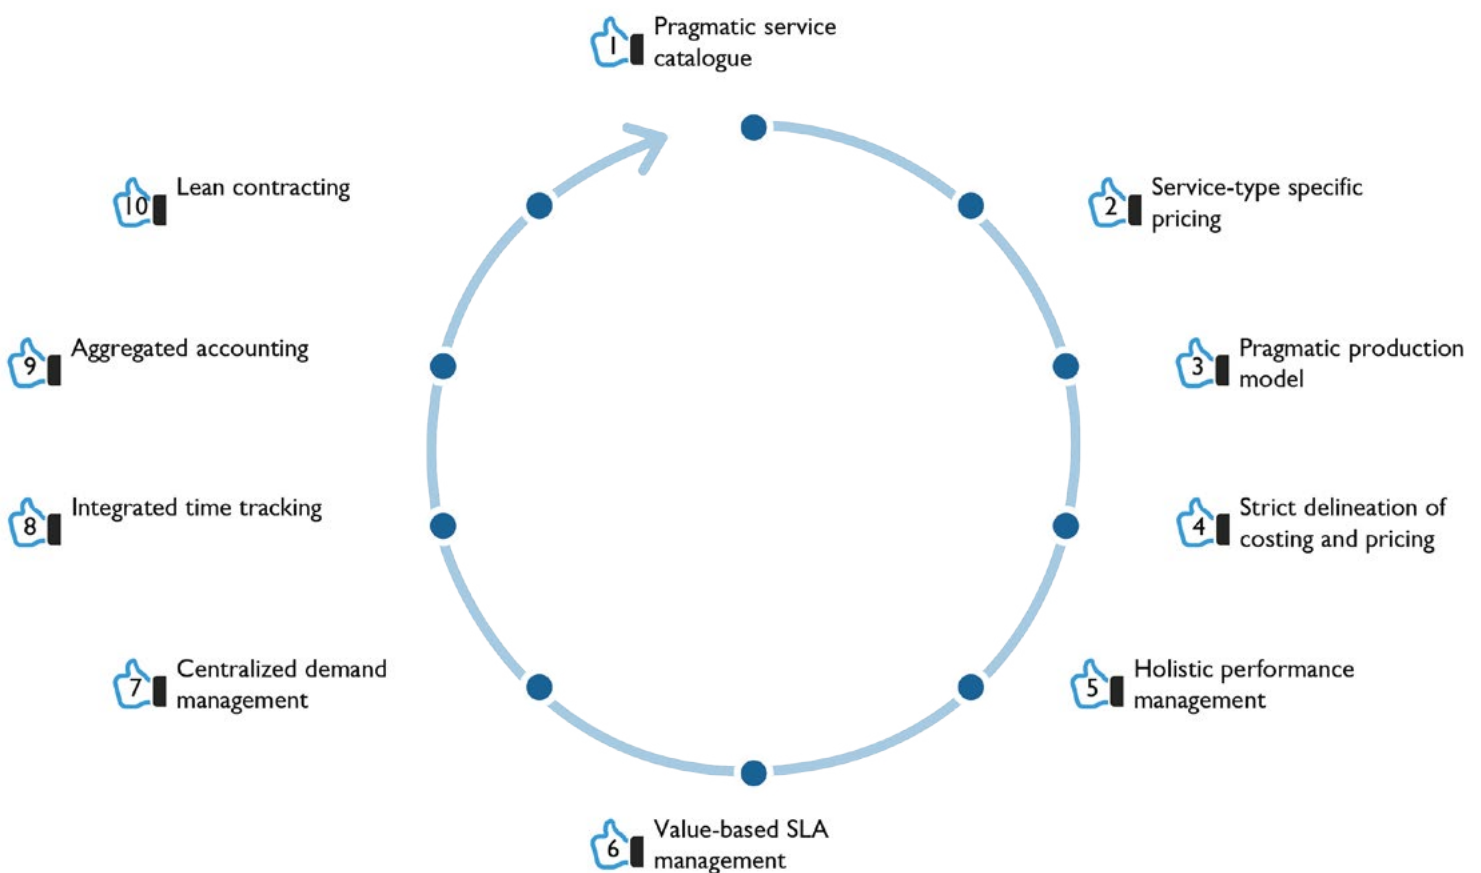 1
Pragmatic service
catalogue
2
Service-type specific
pricing
3
Pragmatic production
model
4
Strict delineation of
costing and pricing
5
Holistic performance
management
6
Value-based SLA
management
7
Centralized demand
management
8
Integrated time tracking
9
Aggregated accounting
10
Lean contracting